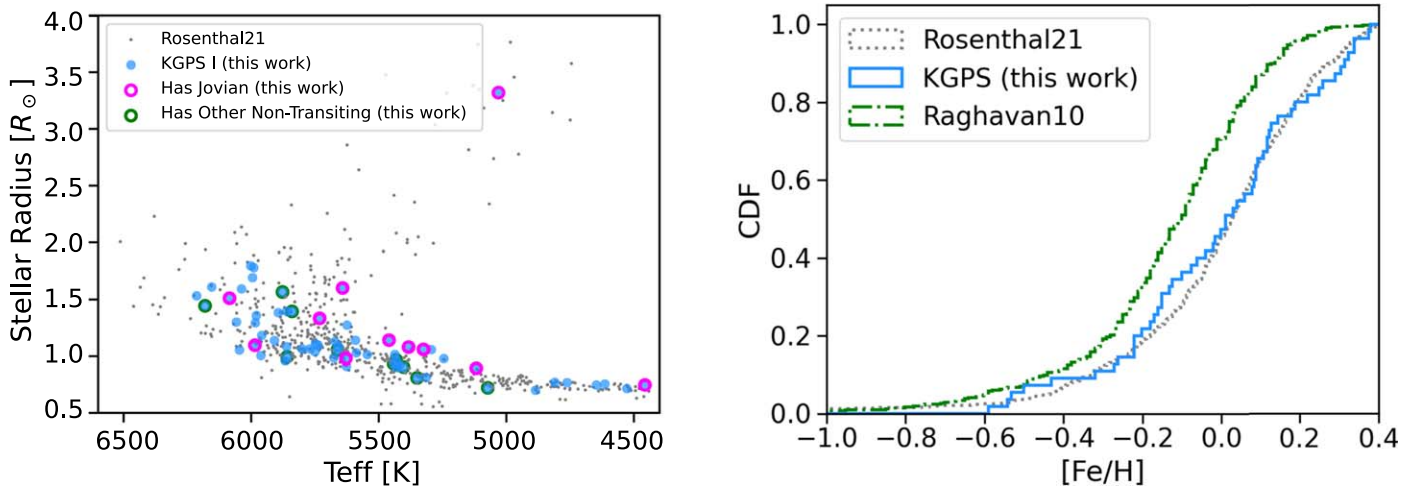 4.0
3.5
3.0
2.5
2.0
1.5
1.0
0.5
Stellar Radius [R⊙]
Rosenthal21
KGPS I (this work)
Has Jovian (this work)
Has Other Non-Transiting (this work)
6500 6000 5500 5000 4500
Teff [K]
1.0
0.8
0.6
0.4
0.2
0.0
CDF
Rosenthal21
KGPS (this work)
Raghavan10
−1.0 −0.8 −0.6 −0.4 −0.2 0.0 0.2 0.4
[Fe/H]